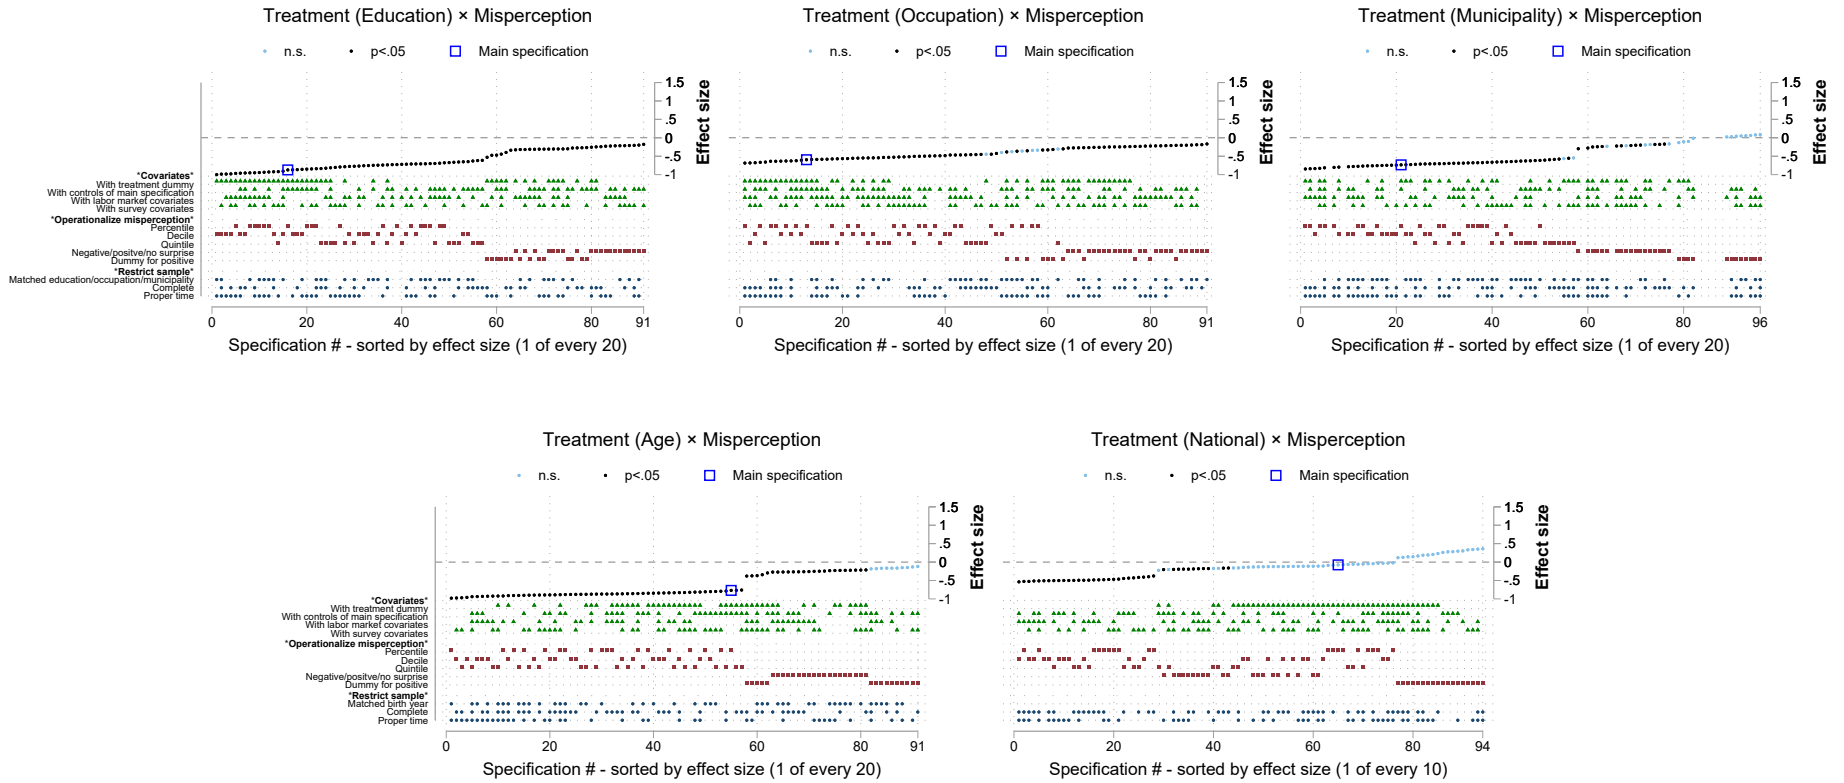 Treatment (Education) × Misperception
n.s. p<.05 Main specification
1.5
1
.5
0
-.5
-1
Effect size
*Covariates*
With treatment dummy
With controls of main specification
With labor market covariates
With survey covariates
*Operationalize misperception*
Percentile
Decile
Quintile
Negative/positve/no surprise
Dummy for positive
*Restrict sample*
Matched education/occupation/municipality
Complete
Proper time
0 20 40 60 80 91
Specification # - sorted by effect size (1 of every 20)
Treatment (Occupation) × Misperception
n.s. p<.05 Main specification
1.5
1
.5
0
-.5
-1
Effect size
0 20 40 60 80 91
Specification # - sorted by effect size (1 of every 20)
Treatment (Municipality) × Misperception
n.s. p<.05 Main specification
1.5
1
.5
0
-.5
-1
Effect size
0 20 40 60 80 96
Specification # - sorted by effect size (1 of every 20)
Treatment (Age) × Misperception
n.s. p<.05 Main specification
1.5
1
.5
0
-.5
-1
Effect size
*Covariates*
With treatment dummy
With controls of main specification
With labor market covariates
With survey covariates
*Operationalize misperception*
Percentile
Decile
Quintile
Negative/positve/no surprise
Dummy for positive
*Restrict sample*
Matched birth year
Complete
Proper time
0 20 40 60 80 91
Specification # - sorted by effect size (1 of every 20)
Treatment (National) × Misperception
n.s. p<.05 Main specification
1.5
1
.5
0
-.5
-1
Effect size
0 20 40 60 80 94
Specification # - sorted by effect size (1 of every 10)